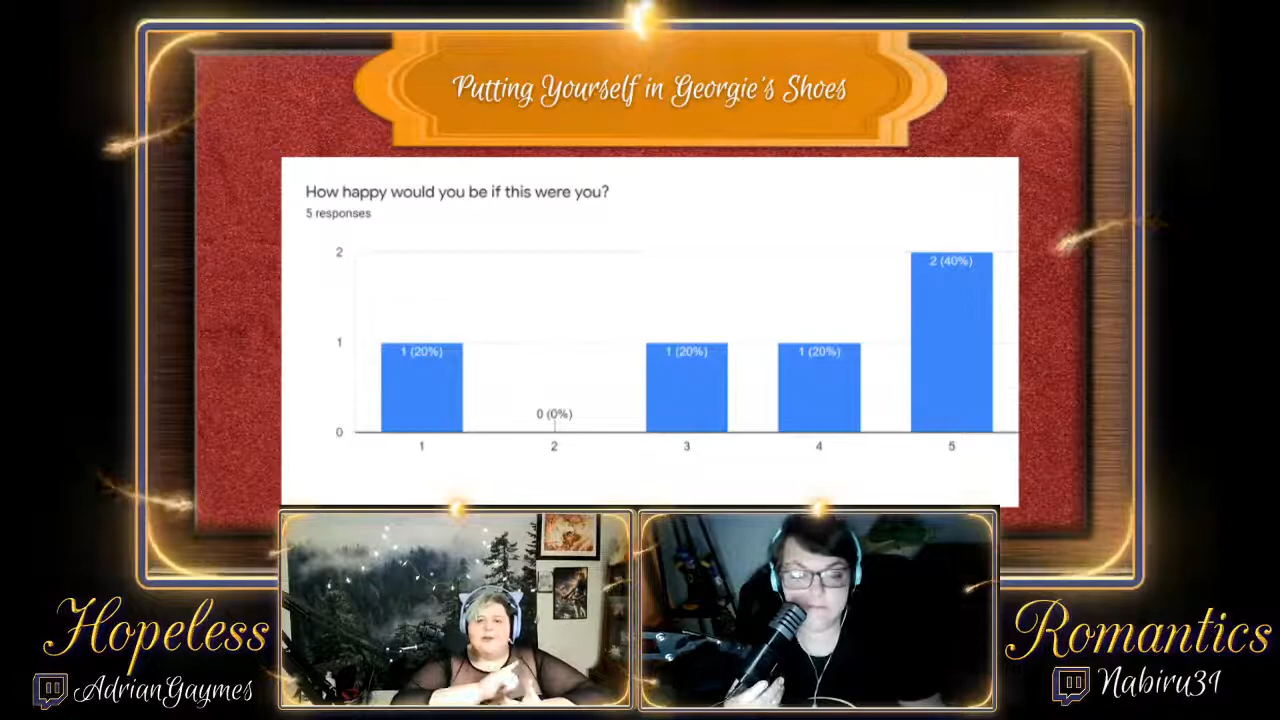 Putting Yourself in Georgie's Shoes
How happy would you be if this were you?
5 responses
2
1
0
1 (20%)
0 (0%)
1 (20%)
1 (20%)
2 (40%)
1
2
3
4
5
Hopeless
AdrianGaymes
Romantics
Nabiru31